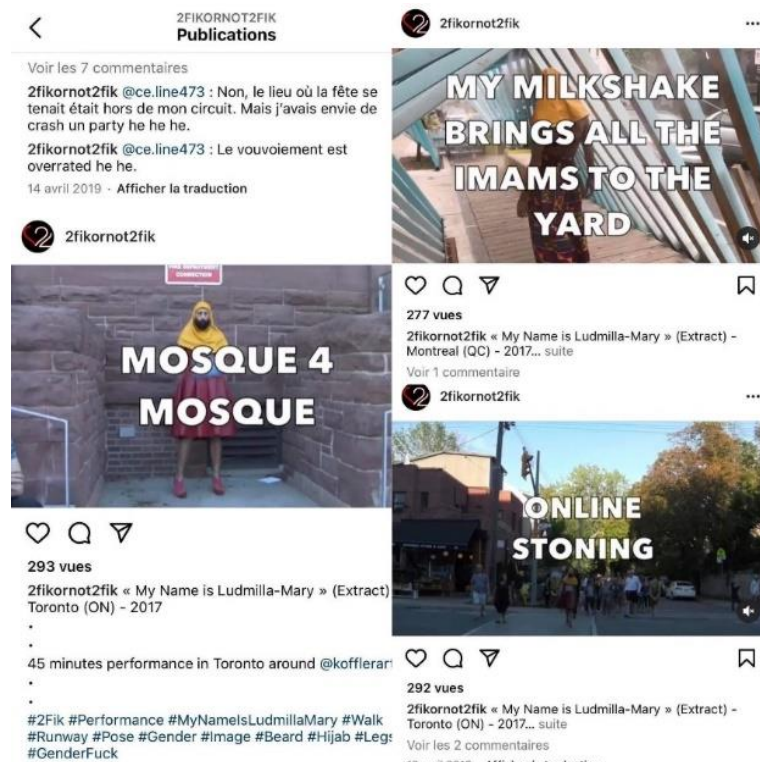 2FIKORNOT2FIK
Publications
Voir les 7 commentaires
2fikornot2fik @ce.line473 : Non, le lieu où la fête se
tenait était hors de mon circuit. Mais j'avais envie de
crash un party he he he.
2fikornot2fik @ce.line473 : Le vouvoiement est
overrated he he.
14 avril 2019 · Afficher la traduction
2fikornot2fik
FIRE DEPARTMENT
CONNECTION
MOSQUE 4
MOSQUE
293 vues
2fikornot2fik « My Name is Ludmilla-Mary » (Extract)
Toronto (ON) - 2017
.
.
45 minutes performance in Toronto around @kofflerart
.
.
#2Fik #Performance #MyNameIsLudmillaMary #Walk
#Runway #Pose #Gender #Image #Beard #Hijab #Legs
#GenderFuck
2fikornot2fik
MY MILKSHAKE
BRINGS ALL THE
IMAMS TO THE
YARD
277 vues
2fikornot2fik « My Name is Ludmilla-Mary » (Extract) -
Montreal (QC) - 2017... suite
Voir 1 commentaire
2fikornot2fik
ONLINE
STONING
292 vues
2fikornot2fik « My Name is Ludmilla-Mary » (Extract) -
Toronto (ON) - 2017... suite
Voir les 2 commentaires